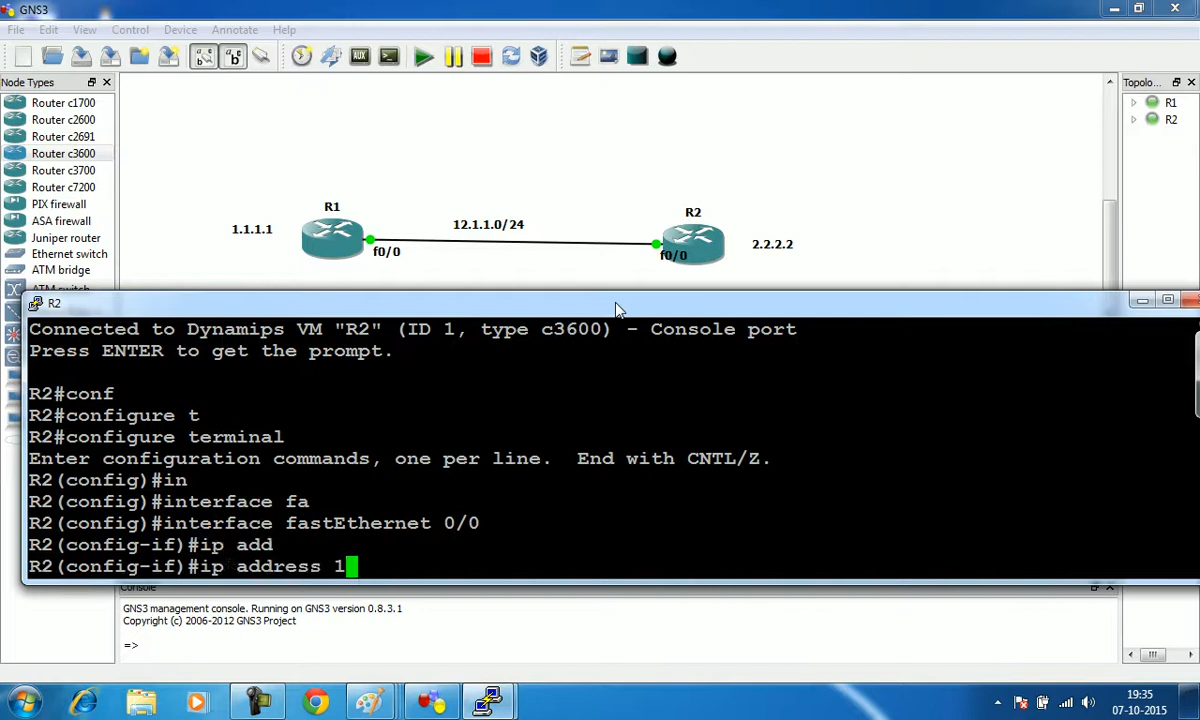 GNS3
File Edit View Control Device Annotate Help
Node Types
Topolo...
Router c1700
Router c2600
Router c2691
Router c3600
Router c3700
Router c7200
PIX firewall
ASA firewall
Juniper router
Ethernet switch
ATM bridge
ATM switch
R1
R2
R1
R2
1.1.1.1
12.1.1.0/24
2.2.2.2
f0/0
f0/0
R2
Connected to Dynamips VM "R2" (ID 1, type c3600) - Console port
Press ENTER to get the prompt.
R2#conf
R2#configure t
R2#configure terminal
Enter configuration commands, one per line.  End with CNTL/Z.
R2(config)#in
R2(config)#interface fa
R2(config)#interface fastEthernet 0/0
R2(config-if)#ip add
R2(config-if)#ip address 1
Console
GNS3 management console. Running on GNS3 version 0.8.3.1
Copyright (c) 2006-2012 GNS3 Project
=>
19:35
07-10-2015